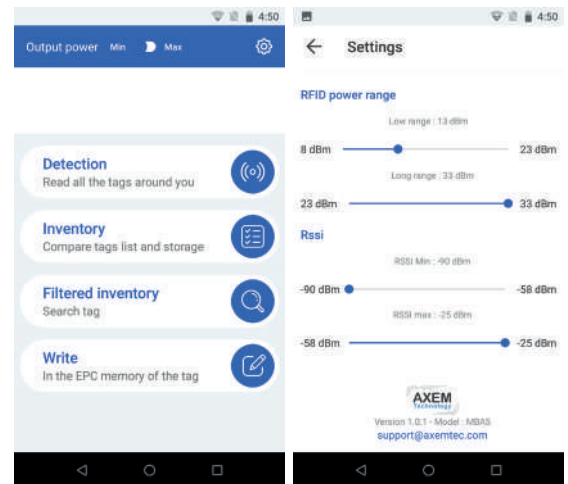 4:50
Output power Min Max
Detection
Read all the tags around you
Inventory
Compare tags list and storage
Filtered inventory
Search tag
Write
In the EPC memory of the tag
4:50
Settings
RFID power range
Low range : 13 dBm
8 dBm 23 dBm
Long range : 33 dBm
23 dBm 33 dBm
Rssi
RSSI Min : -90 dBm
-90 dBm -58 dBm
RSSI max : -25 dBm
-58 dBm -25 dBm
AXEM
Technology
Version 1.0.1 - Model : MBA5
support@axemtec.com